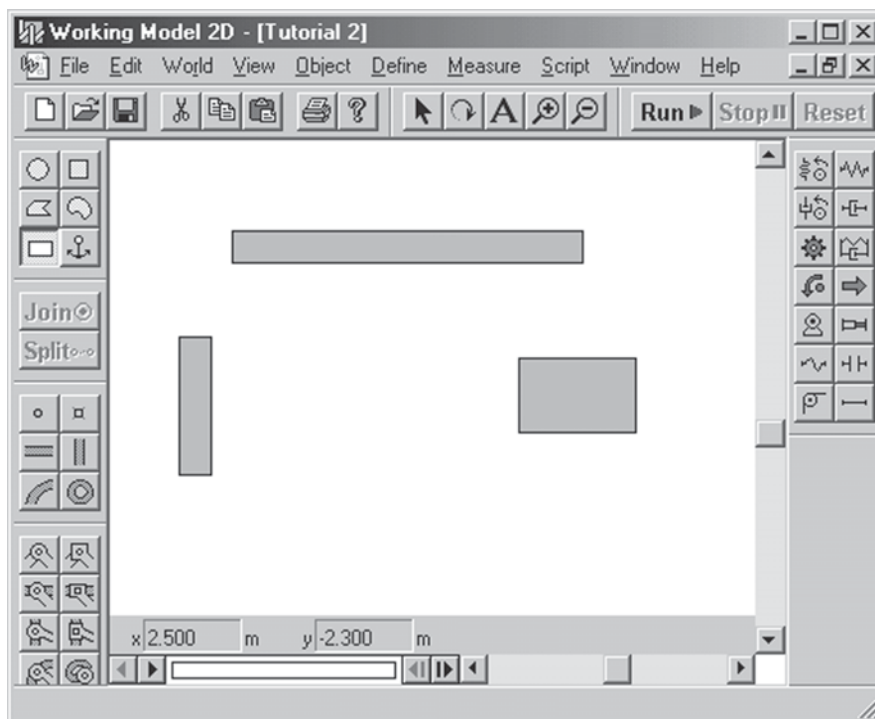 Working Model 2D - [Tutorial 2]
File Edit World View Object Define Measure Script Window Help
A Run Stop Reset
Join
Split
x 2.500 m y -2.300 m